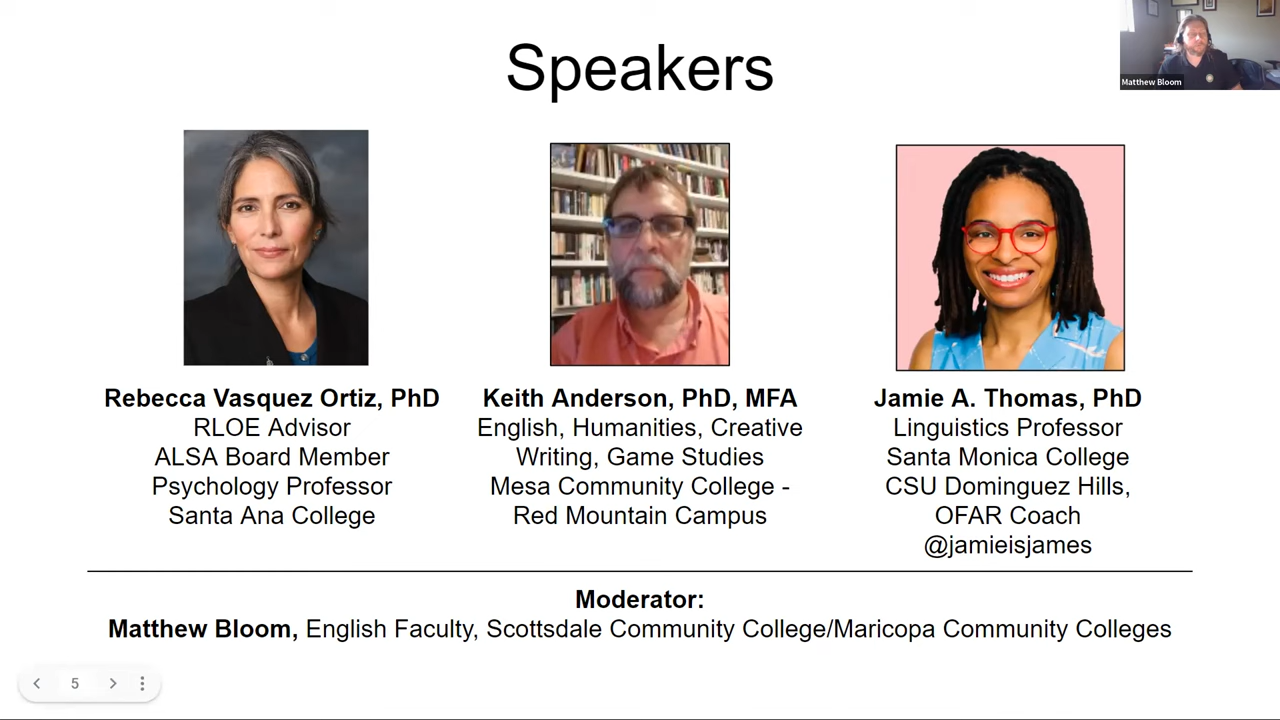 Speakers
Matthew Bloom
Rebecca Vasquez Ortiz, PhD
RLOE Advisor
ALSA Board Member
Psychology Professor
Santa Ana College
Keith Anderson, PhD, MFA
English, Humanities, Creative
Writing, Game Studies
Mesa Community College -
Red Mountain Campus
Jamie A. Thomas, PhD
Linguistics Professor
Santa Monica College
CSU Dominguez Hills,
OFAR Coach
@jamieisjames
Moderator:
Matthew Bloom, English Faculty, Scottsdale Community College/Maricopa Community Colleges
5